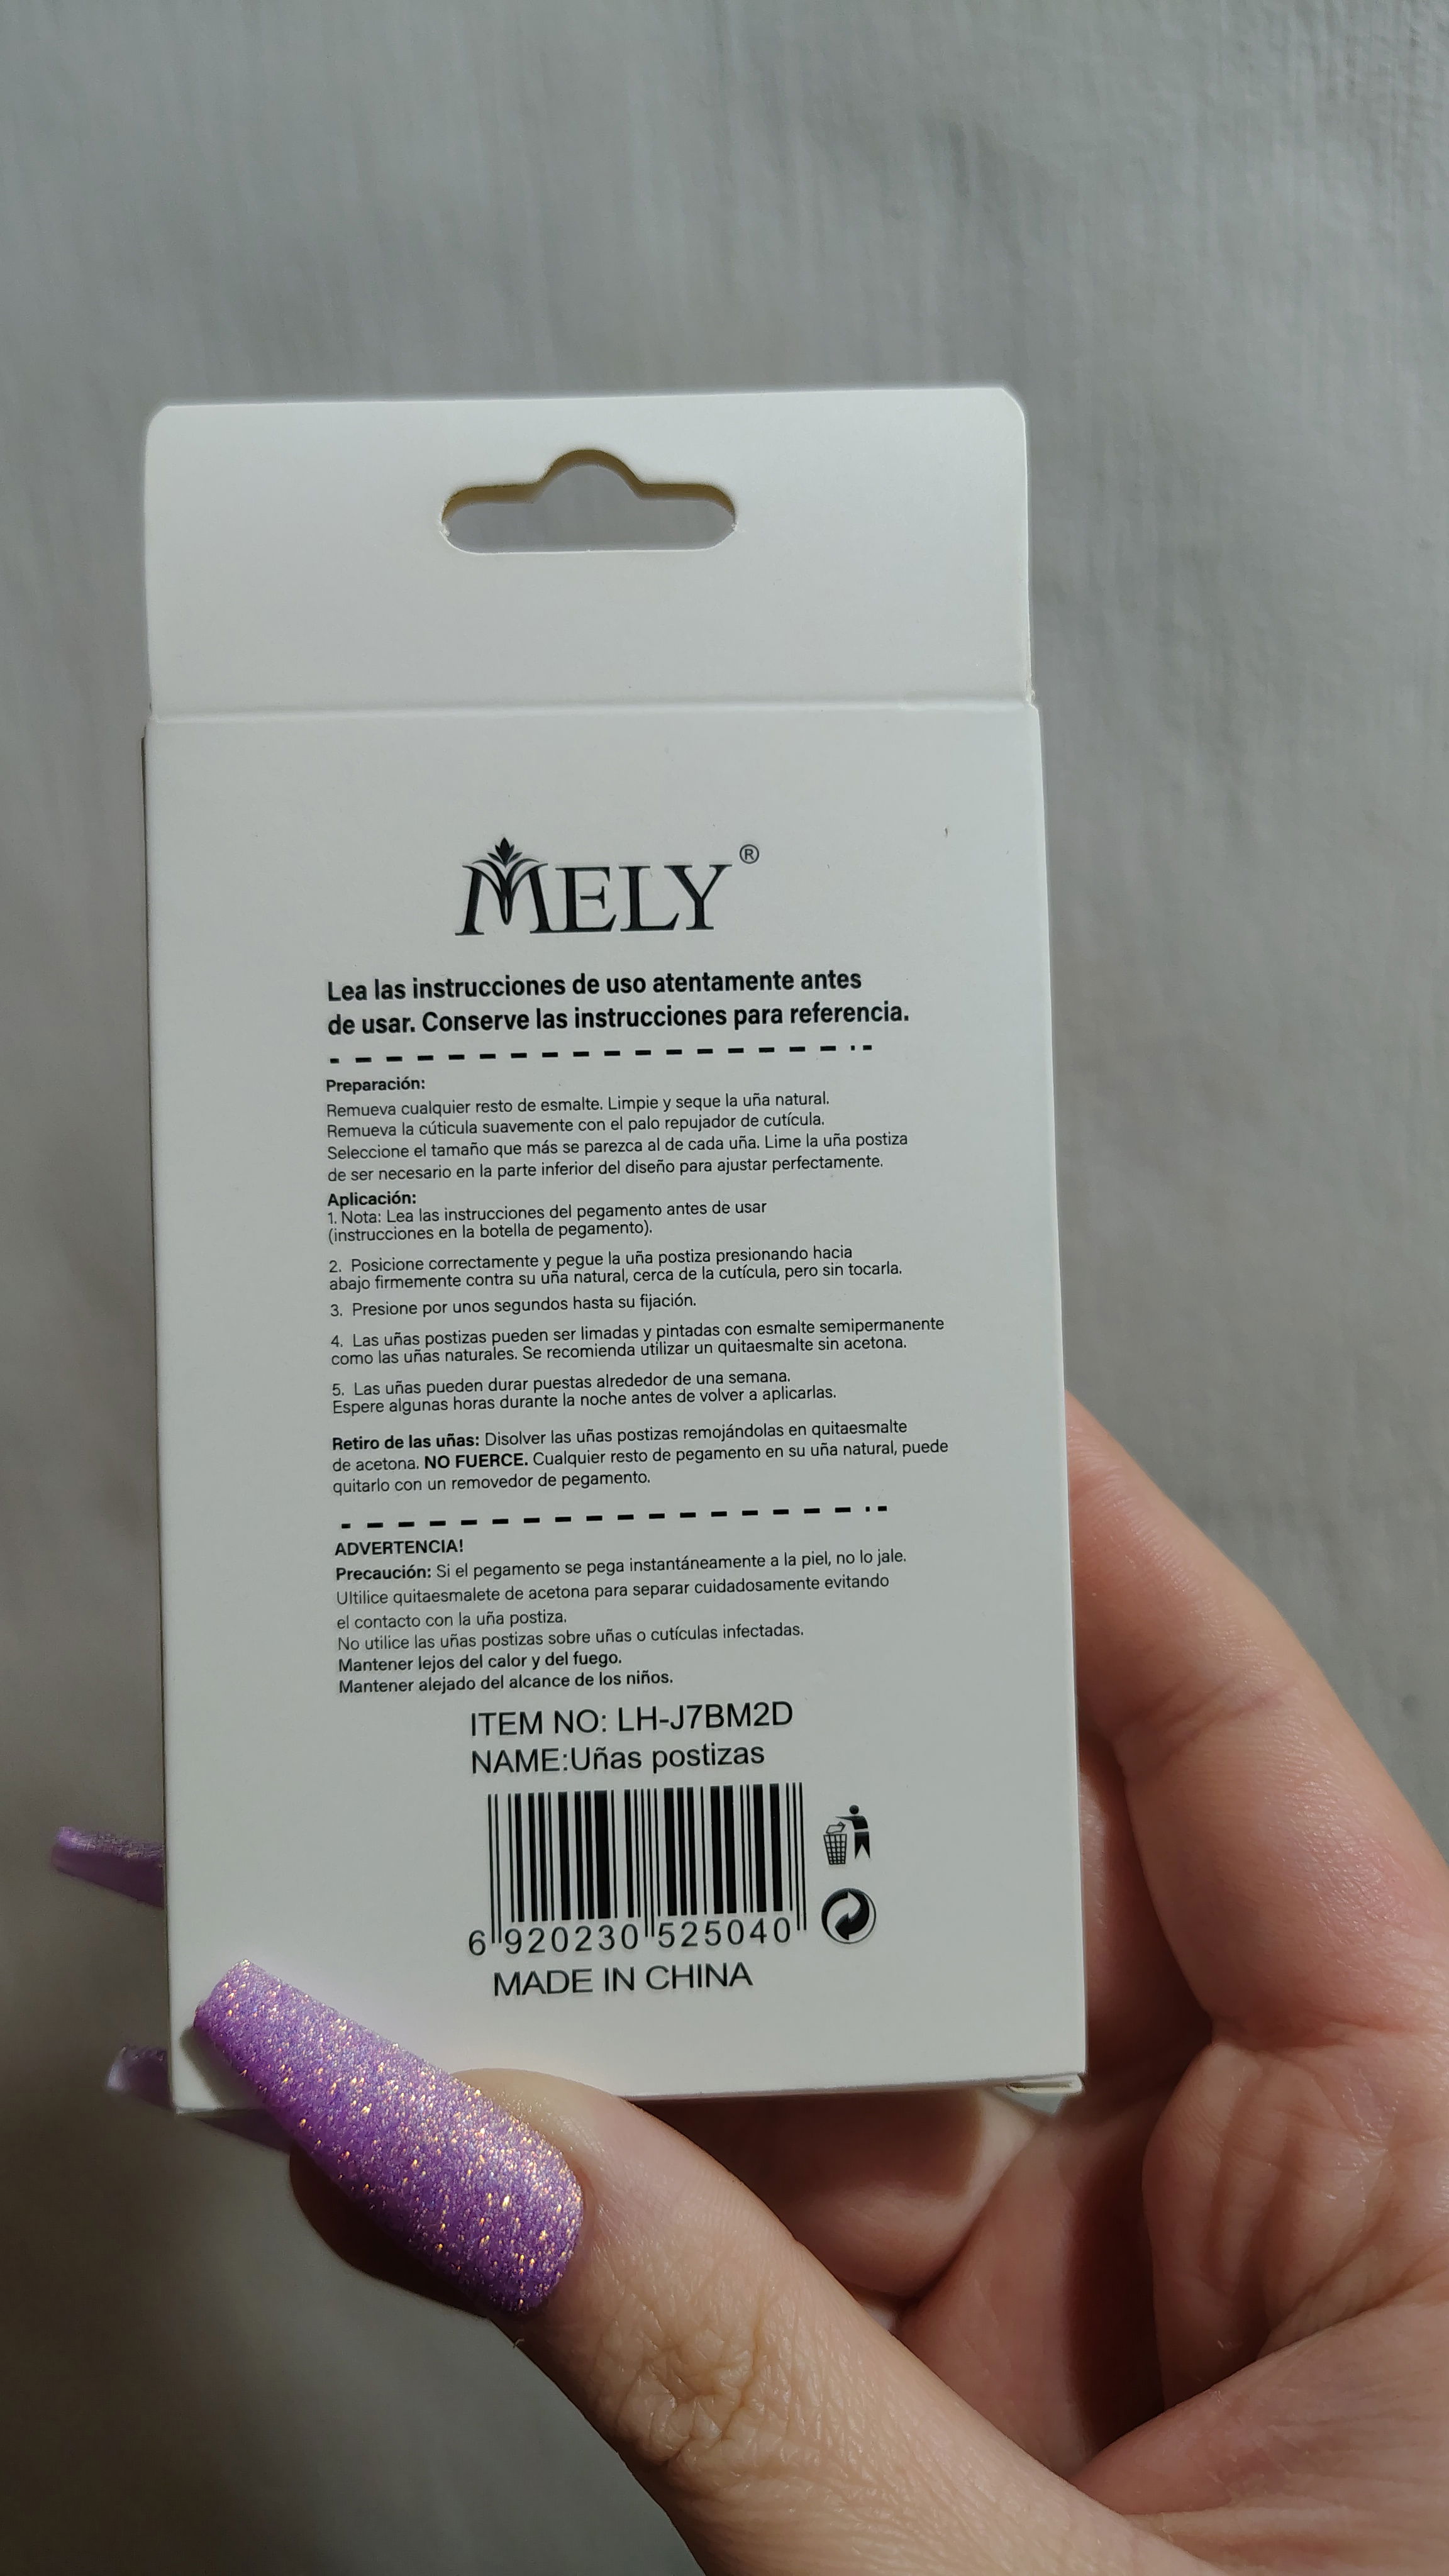 MELY®
Lea las instrucciones de uso atentamente antes
de usar. Conserve las instrucciones para referencia.
Preparación:
Remueva cualquier resto de esmalte. Limpie y seque la uña natural.
Remueva la cúticula suavemente con el palo repujador de cutícula.
Seleccione el tamaño que más se parezca al de cada uña. Lime la uña postiza
de ser necesario en la parte inferior del diseño para ajustar perfectamente.
Aplicación:
1. Nota: Lea las instrucciones del pegamento antes de usar
(instrucciones en la botella de pegamento).
2. Posicione correctamente y pegue la uña postiza presionando hacia
abajo firmemente contra su uña natural, cerca de la cutícula, pero sin tocarla.
3. Presione por unos segundos hasta su fijación.
4. Las uñas postizas pueden ser limadas y pintadas con esmalte semipermanente
como las uñas naturales. Se recomienda utilizar un quitaesmalte sin acetona.
5. Las uñas pueden durar puestas alrededor de una semana.
Espere algunas horas durante la noche antes de volver a aplicarlas.
Retiro de las uñas: Disolver las uñas postizas remojándolas en quitaesmalte
de acetona. NO FUERCE. Cualquier resto de pegamento en su uña natural, puede
quitarlo con un removedor de pegamento.
ADVERTENCIA!
Precaución: Si el pegamento se pega instantáneamente a la piel, no lo jale.
Ultilice quitaesmalete de acetona para separar cuidadosamente evitando
el contacto con la uña postiza.
No utilice las uñas postizas sobre uñas o cutículas infectadas.
Mantener lejos del calor y del fuego.
Mantener alejado del alcance de los niños.
ITEM NO: LH-J7BM2D
NAME:Uñas postizas
6 920230 525040
MADE IN CHINA